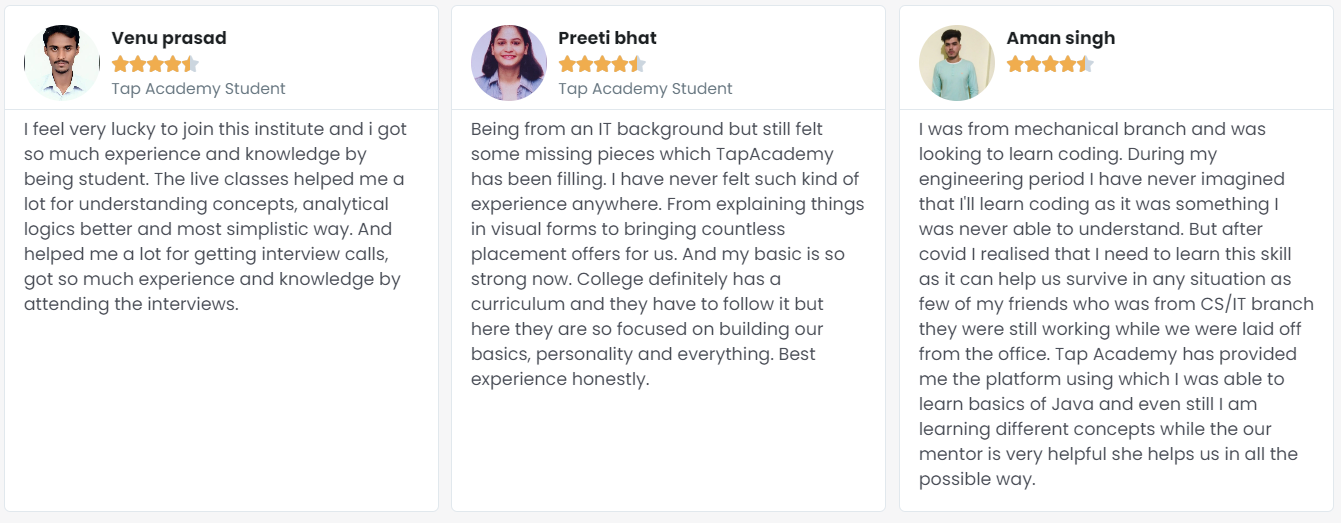 Venu prasad
Tap Academy Student
I feel very lucky to join this institute and i got
so much experience and knowledge by
being student. The live classes helped me a
lot for understanding concepts, analytical
logics better and most simplistic way. And
helped me a lot for getting interview calls,
got so much experience and knowledge by
attending the interviews.
Preeti bhat
Tap Academy Student
Being from an IT background but still felt
some missing pieces which TapAcademy
has been filling. I have never felt such kind of
experience anywhere. From explaining things
in visual forms to bringing countless
placement offers for us. And my basic is so
strong now. College definitely has a
curriculum and they have to follow it but
here they are so focused on building our
basics, personality and everything. Best
experience honestly.
Aman singh
I was from mechanical branch and was
looking to learn coding. During my
engineering period I have never imagined
that I'll learn coding as it was something I
was never able to understand. But after
covid I realised that I need to learn this skill
as it can help us survive in any situation as
few of my friends who was from CS/IT branch
they were still working while we were laid off
from the office. Tap Academy has provided
me the platform using which I was able to
learn basics of Java and even still I am
learning different concepts while the our
mentor is very helpful she helps us in all the
possible way.